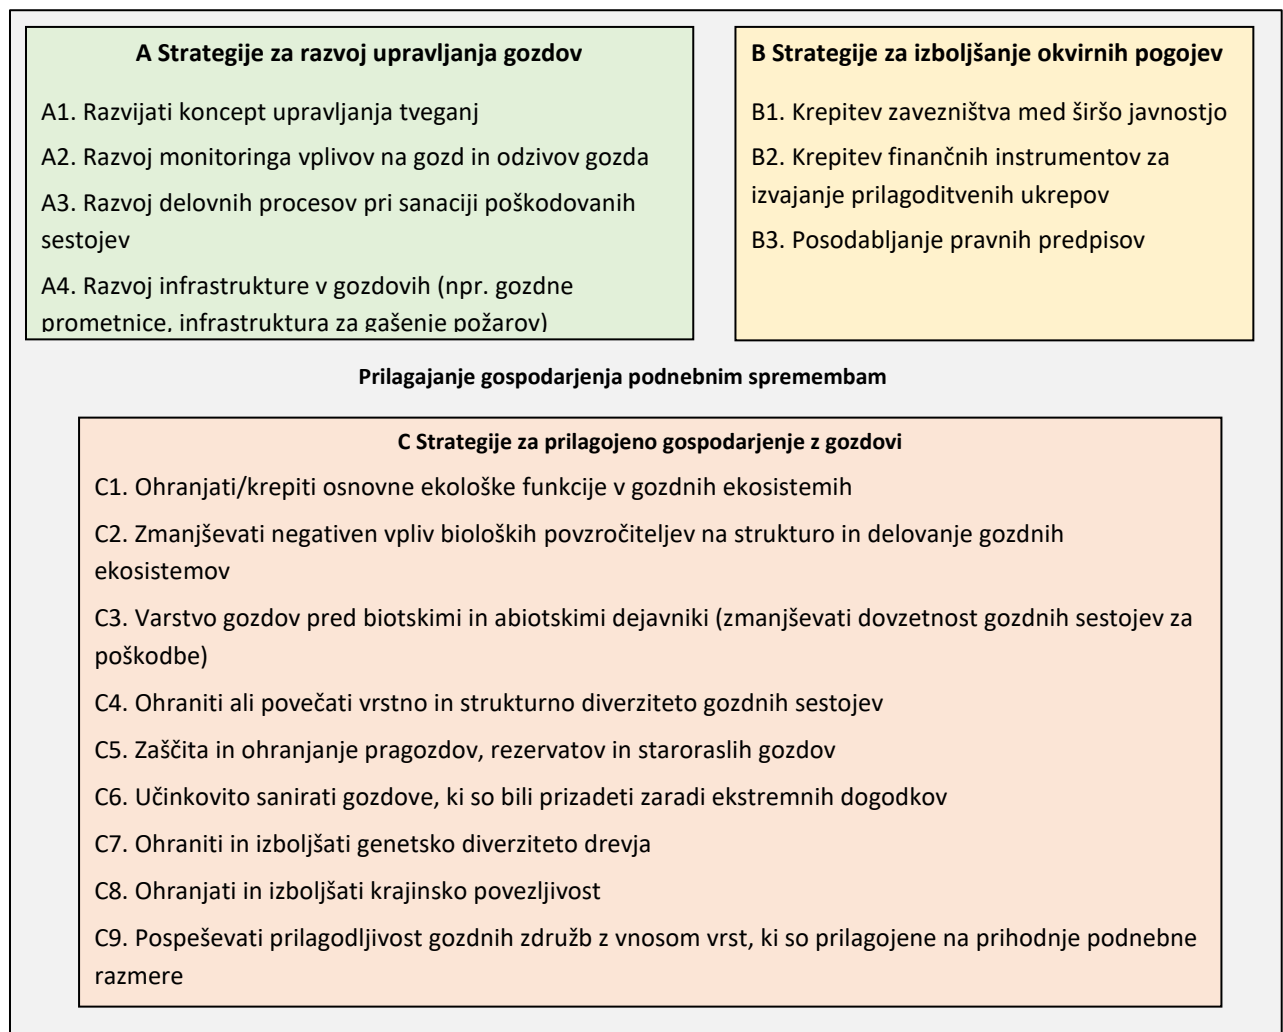 A Strategije za razvoj upravljanja gozdov
A1. Razvijati koncept upravljanja tveganj
A2. Razvoj monitoringa vplivov na gozd in odzivov gozda
A3. Razvoj delovnih procesov pri sanaciji poškodovanih
sestojev
A4. Razvoj infrastrukture v gozdovih (npr. gozdne
prometnice, infrastruktura za gašenje požarov)
B Strategije za izboljšanje okvirnih pogojev
B1. Krepitev zavezništva med širšo javnostjo
B2. Krepitev finančnih instrumentov za
izvajanje prilagoditvenih ukrepov
B3. Posodabljanje pravnih predpisov
Prilagajanje gospodarjenja podnebnim spremembam
C Strategije za prilagojeno gospodarjenje z gozdovi
C1. Ohranjati/krepiti osnovne ekološke funkcije v gozdnih ekosistemih
C2. Zmanjševati negativen vpliv bioloških povzročiteljev na strukturo in delovanje gozdnih
ekosistemov
C3. Varstvo gozdov pred biotskimi in abiotskimi dejavniki (zmanjševati dovzetnost gozdnih sestojev za
poškodbe)
C4. Ohraniti ali povečati vrstno in strukturno diverziteto gozdnih sestojev
C5. Zaščita in ohranjanje pragozdov, rezervatov in staroraslih gozdov
C6. Učinkovito sanirati gozdove, ki so bili prizadeti zaradi ekstremnih dogodkov
C7. Ohraniti in izboljšati genetsko diverziteto drevja
C8. Ohranjati in izboljšati krajinsko povezljivost
C9. Pospeševati prilagodljivost gozdnih združb z vnosom vrst, ki so prilagojene na prihodnje podnebne
razmere